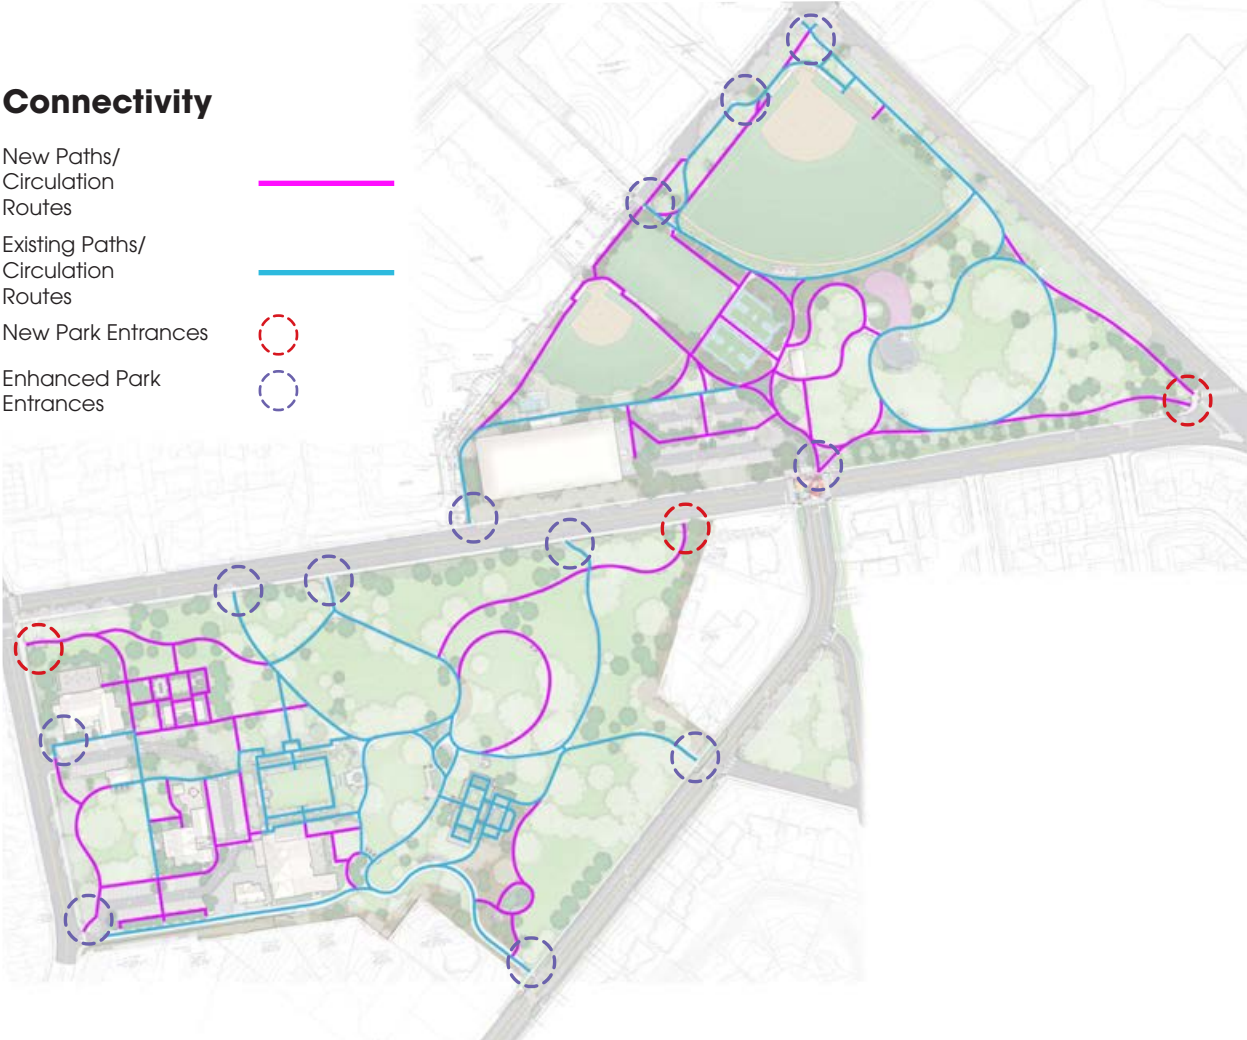 Connectivity
New Paths/
Circulation
Routes
Existing Paths/
Circulation
Routes
New Park Entrances
Enhanced Park
Entrances